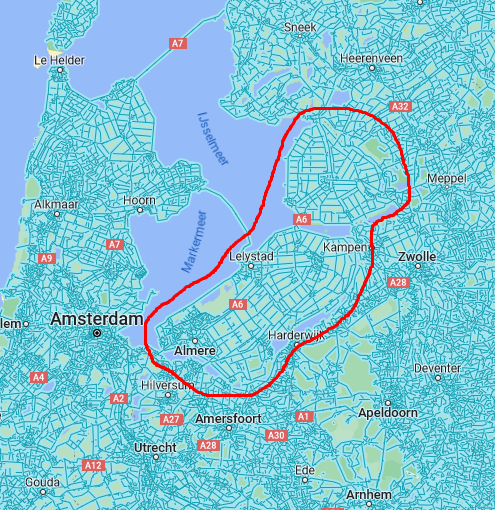 Sneek
A7
Le Helder
Heerenveen
IJsselmeer
A32
Meppel
Alkmaar
Hoorn
A6
Markermeer
A7
Kampen
A9
Lelystad
Zwolle
A28
A6
Amsterdam
lem
Harderwijk
Almere
Deventer
A4
Hilversum
A2
Apeldoorn
A27
Amersfoort
A1
A30
Utrecht
A28
A12
Ede
Gouda
Arnhem